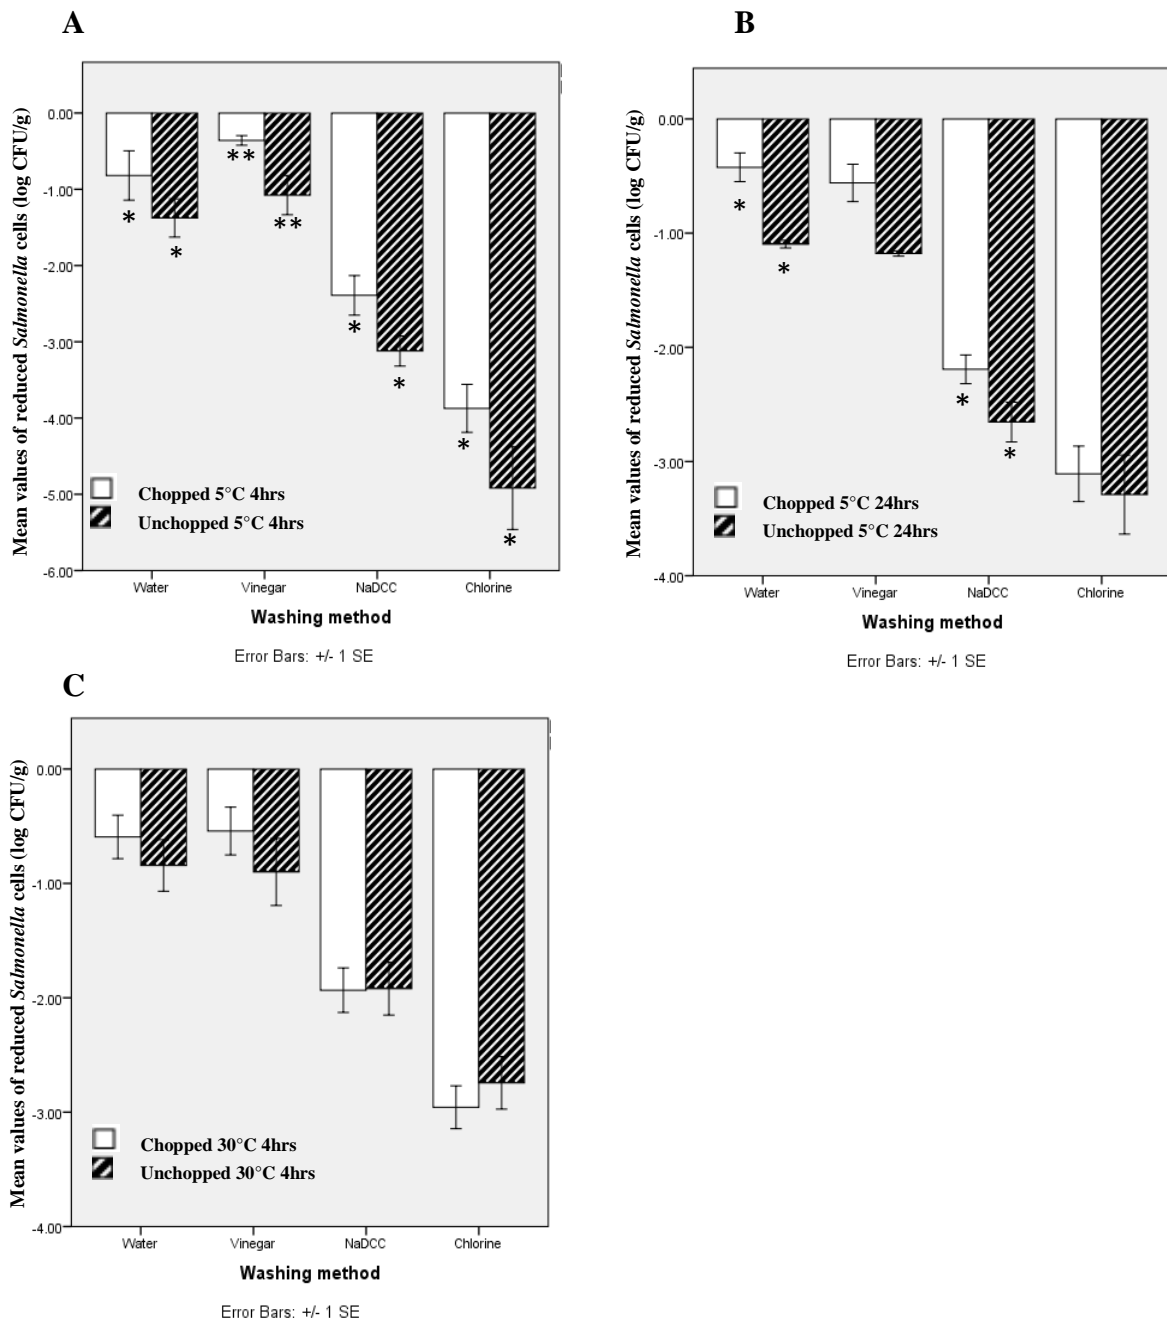 A
Mean values of reduced Salmonella cells (log CFU/g)
0.00
-1.00
-2.00
-3.00
-4.00
-5.00
-6.00
*
*
**
**
*
*
*
*
Chopped 5°C 4hrs
Unchopped 5°C 4hrs
Water
Vinegar
NaDCC
Chlorine
Washing method
Error Bars: +/- 1 SE
B
Mean values of reduced Salmonella cells (log CFU/g)
0.00
-1.00
-2.00
-3.00
-4.00
*
*
*
*
Chopped 5°C 24hrs
Unchopped 5°C 24hrs
Water
Vinegar
NaDCC
Chlorine
Washing method
Error Bars: +/- 1 SE
C
Mean values of reduced Salmonella cells (log CFU/g)
0.00
-1.00
-2.00
-3.00
-4.00
Chopped 30°C 4hrs
Unchopped 30°C 4hrs
Water
Vinegar
NaDCC
Chlorine
Washing method
Error Bars: +/- 1 SE